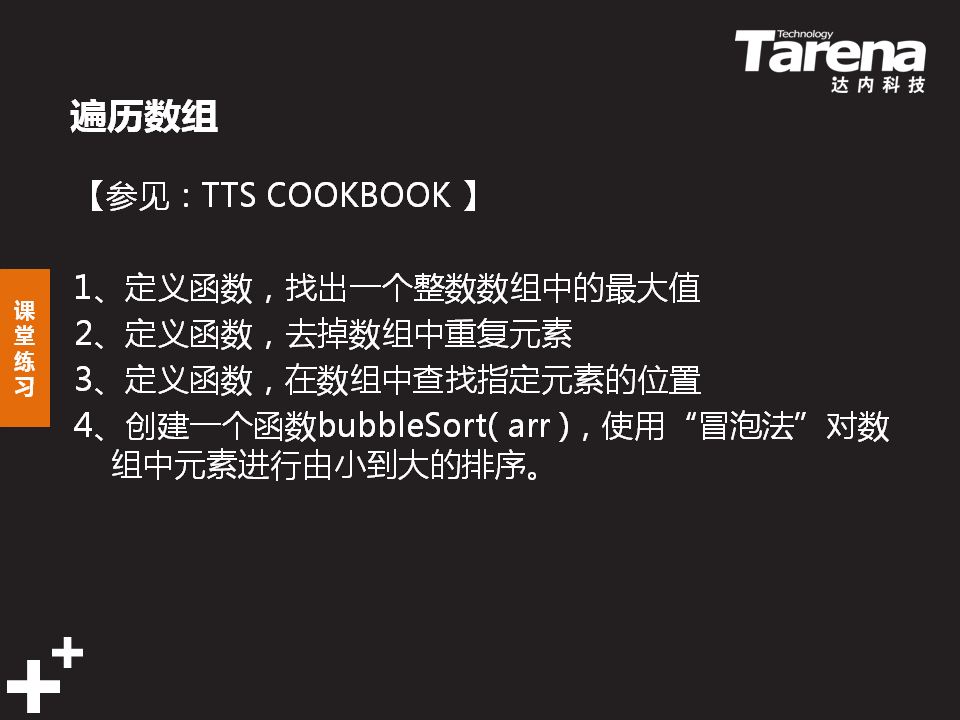 Technology
Tarena
达内科技
遍历数组
【参见：TTS COOKBOOK 】
1、定义函数，找出一个整数数组中的最大值
2、定义函数，去掉数组中重复元素
3、定义函数，在数组中查找指定元素的位置
4、创建一个函数bubbleSort( arr )，使用“冒泡法”对数
组中元素进行由小到大的排序。
课堂练习